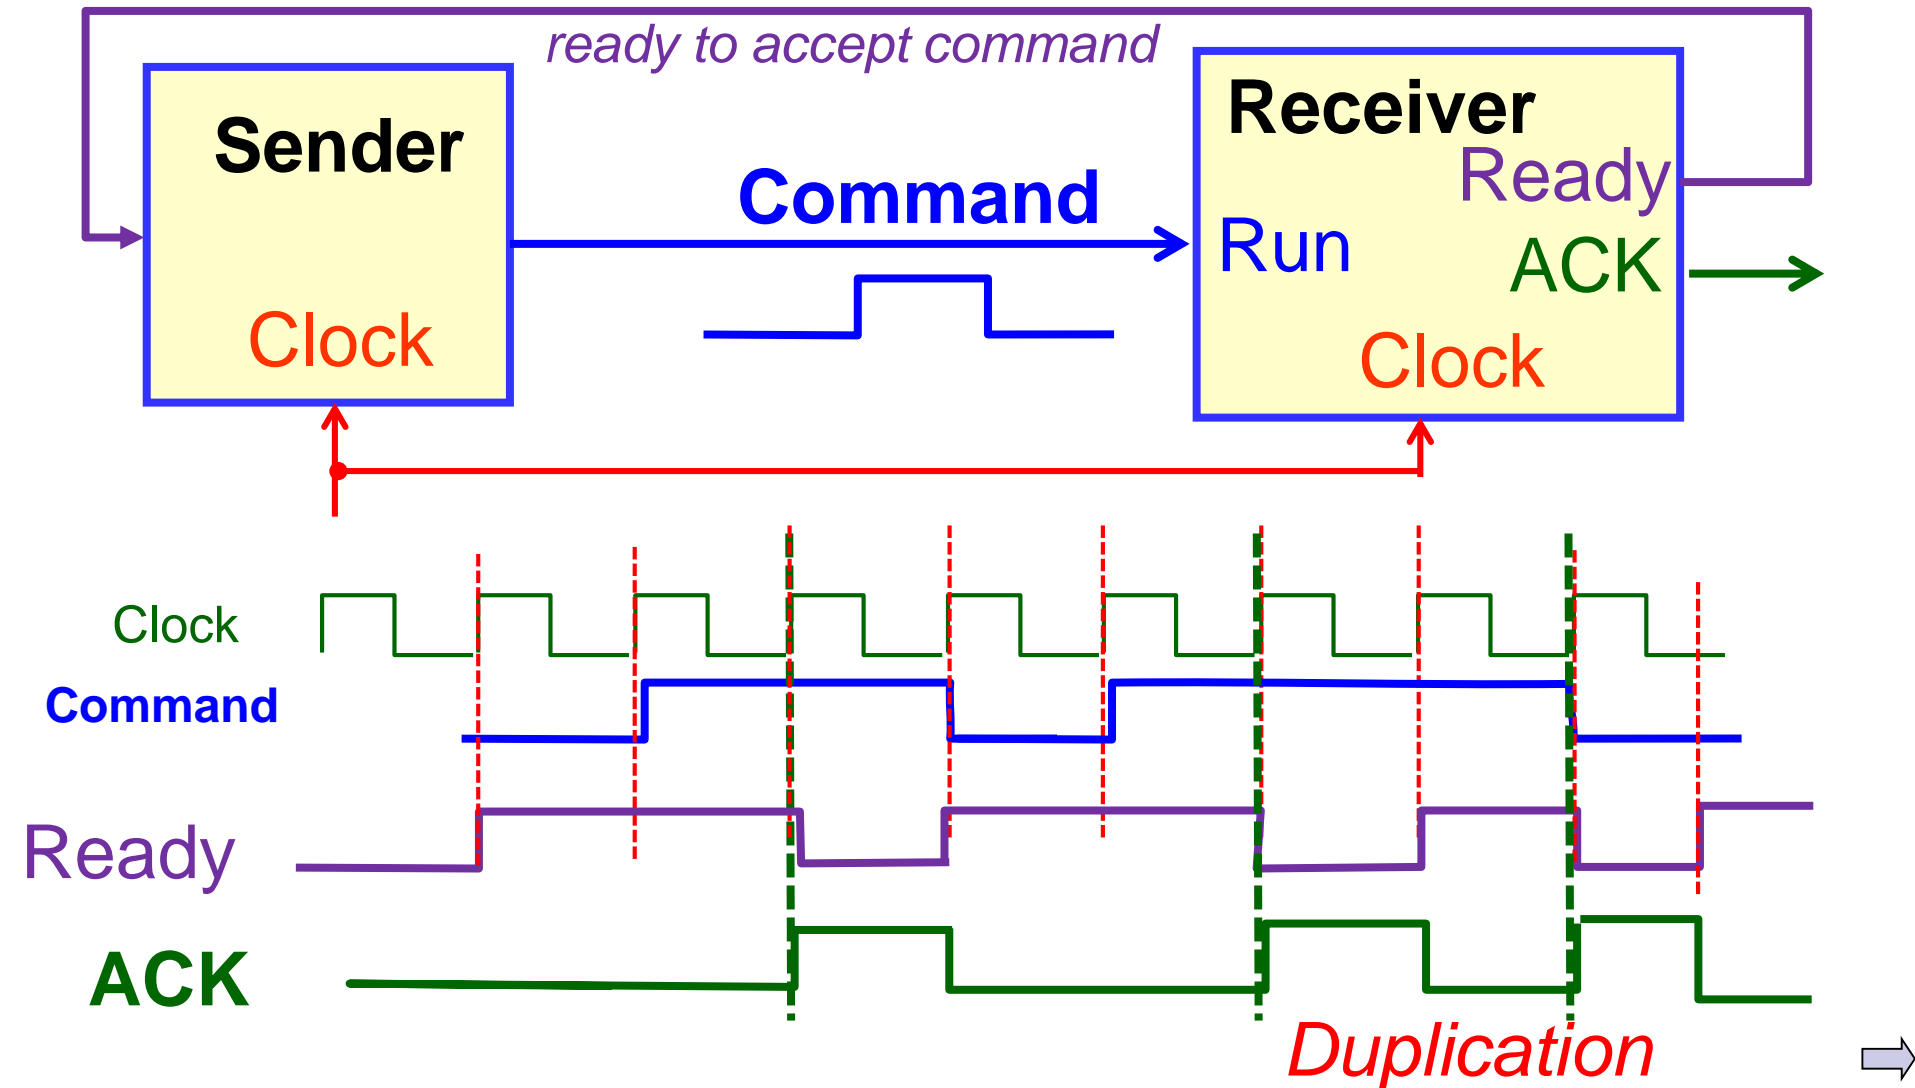 ready to accept command
Sender
Receiver
Ready
Command
Run
ACK
Clock
Clock
Clock
Command
Ready
ACK
Duplication